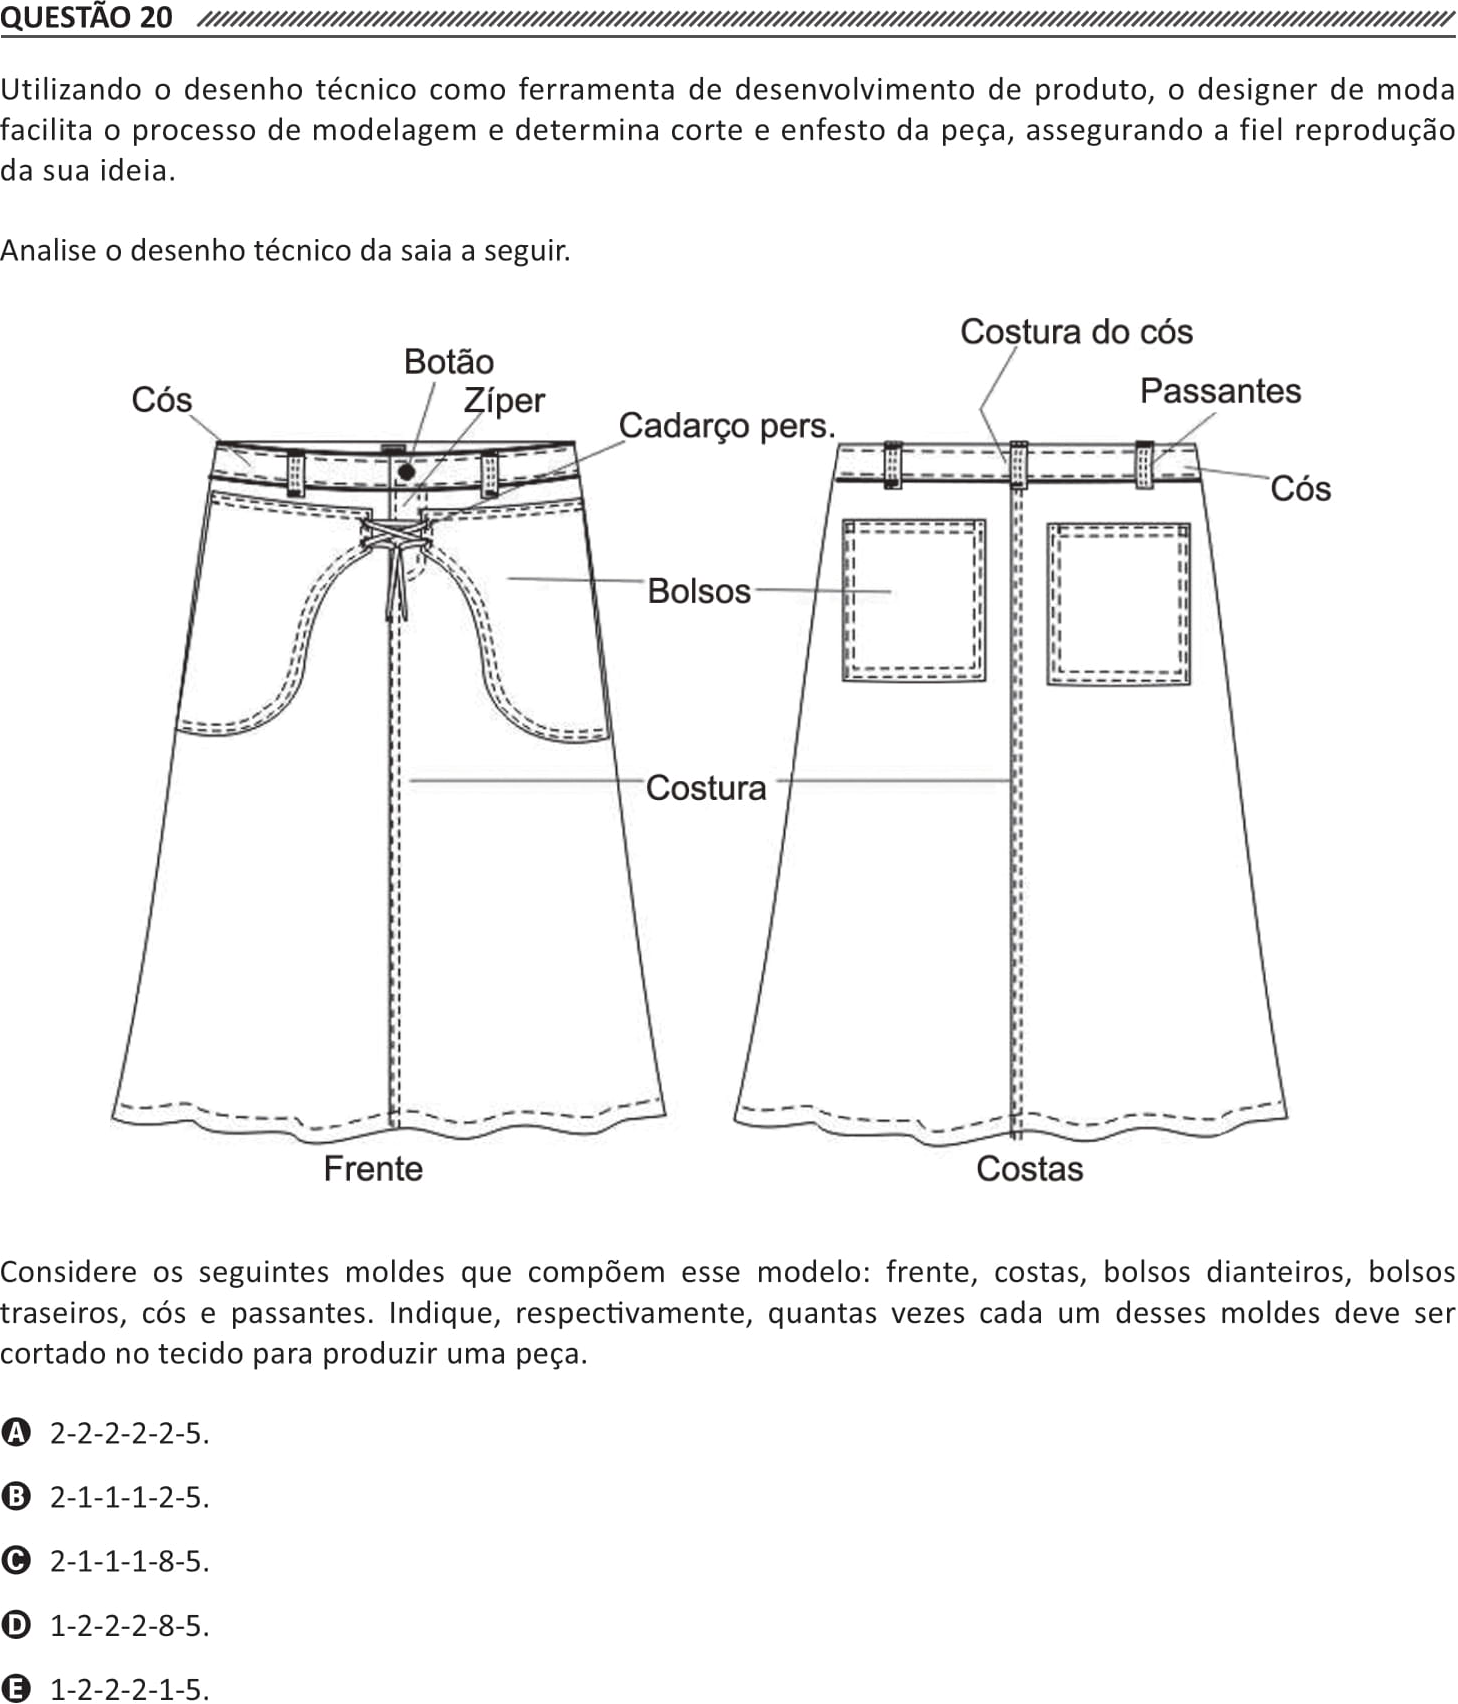 QUESTÃO 20
Utilizando o desenho técnico como ferramenta de desenvolvimento de produto, o designer de moda
facilita o processo de modelagem e determina corte e enfesto da peça, assegurando a fiel reprodução
da sua ideia.
Analise o desenho técnico da saia a seguir.
Costura do cós
Botão
Passantes
Cós
Zíper
Cadarço pers.
Cós
Bolsos
Costura
Frente
Costas
Considere os seguintes moldes que compõem esse modelo: frente, costas, bolsos dianteiros, bolsos
traseiros, cós e passantes. Indique, respectivamente, quantas vezes cada um desses moldes deve ser
cortado no tecido para produzir uma peça.
A 2-2-2-2-2-5.
B 2-1-1-1-2-5.
C 2-1-1-1-8-5.
D 1-2-2-2-8-5.
E 1-2-2-2-1-5.